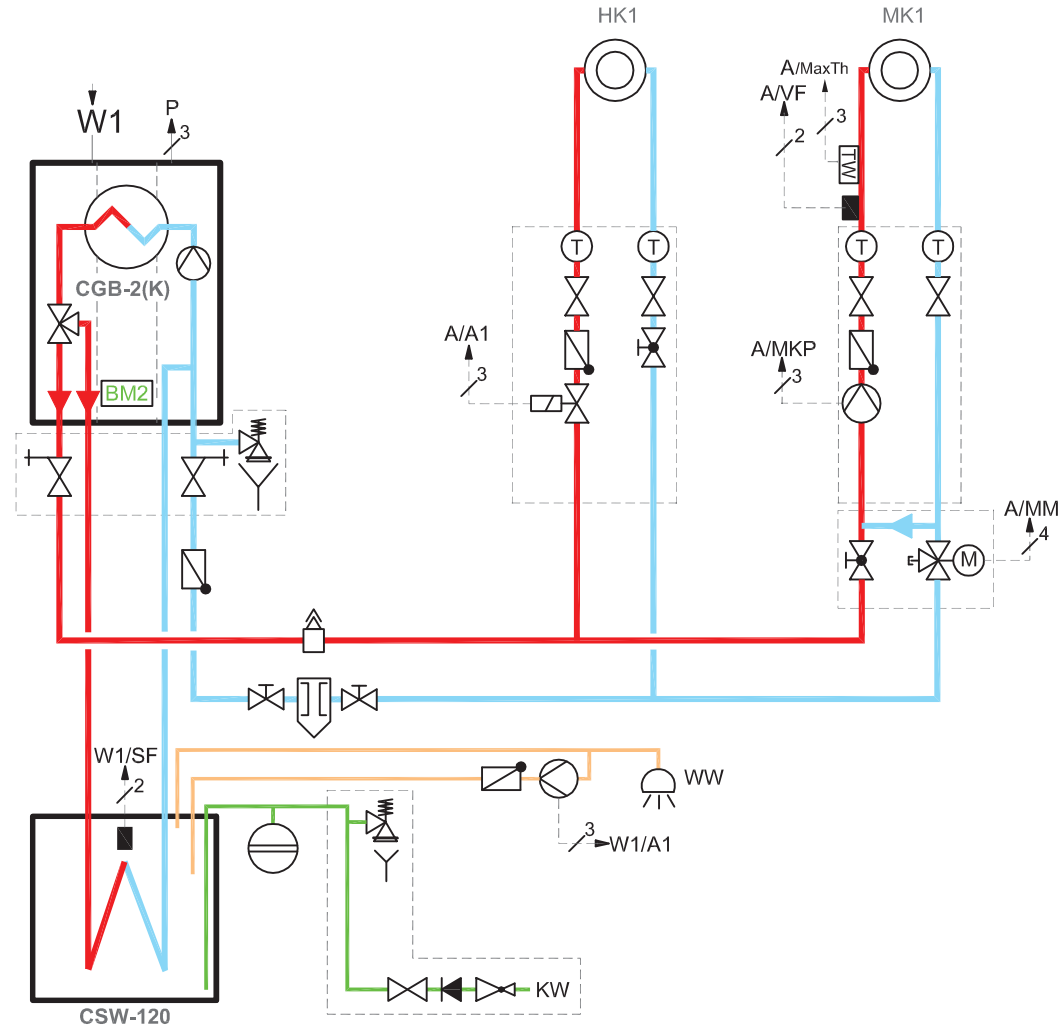 HK1
MK1
A/MaxTh
A/VF
W1
P
3
3
2
TW
T
T
T
T
CGB-2(K)
A/A1
3
A/MKP
3
BM2
A/MM
4
M
W1/SF
2
WW
3
W1/A1
KW
CSW-120